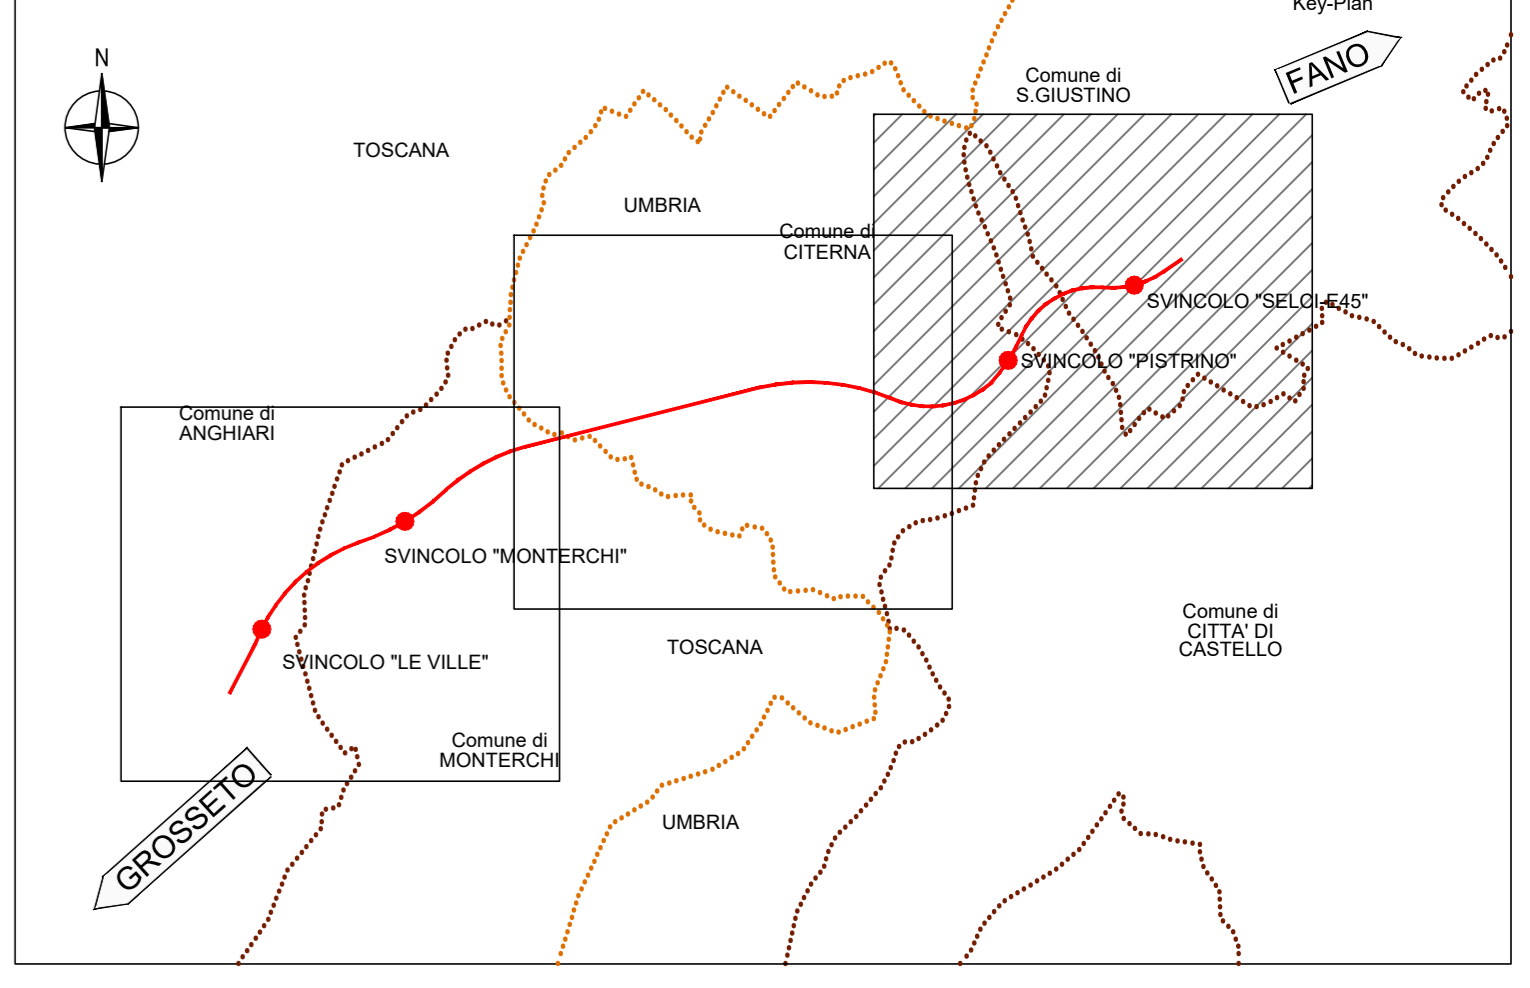 Key-Plan
N
FANO
Comune di
S.GIUSTINO
TOSCANA
UMBRIA
Comune di
CITERNA
SVINCOLO "SELCI-E45"
SVINCOLO "PISTRINO"
Comune di
ANGHIARI
SVINCOLO "MONTERCHI"
Comune di
CITTA' DI
CASTELLO
TOSCANA
SVINCOLO "LE VILLE"
Comune di
MONTERCHI
GROSSETO
UMBRIA